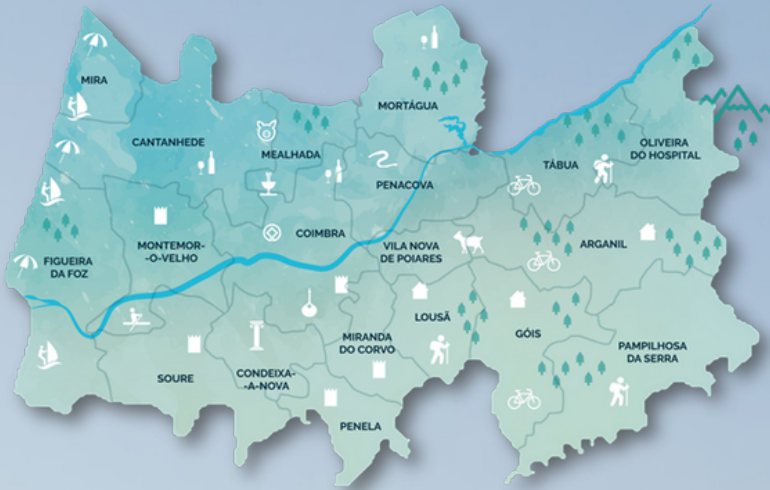 MIRA
MORTÁGUA
CANTANHEDE
MEALHADA
OLIVEIRA
DO HOSPITAL
TÁBUA
PENACOVA
COIMBRA
MONTEMOR-
-O-VELHO
VILA NOVA
DE POIARES
ARGANIL
FIGUEIRA
DA FOZ
LOUSÃ
GÓIS
MIRANDA
DO CORVO
PAMPILHOSA
DA SERRA
SOURE
CONDEIXA-
-A-NOVA
PENELA